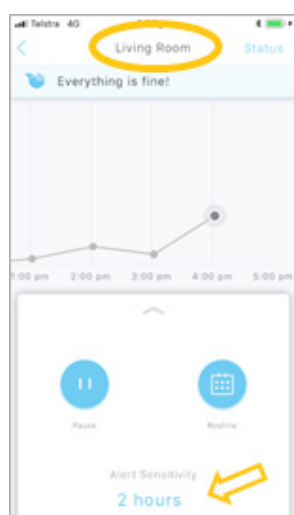 Telstra 4G
Living Room
Status
Everything is fine!
1:00 pm 2:00 pm 3:00 pm 4:00 pm 5:00 pm
Pause
Routine
Alert Sensitivity
2 hours